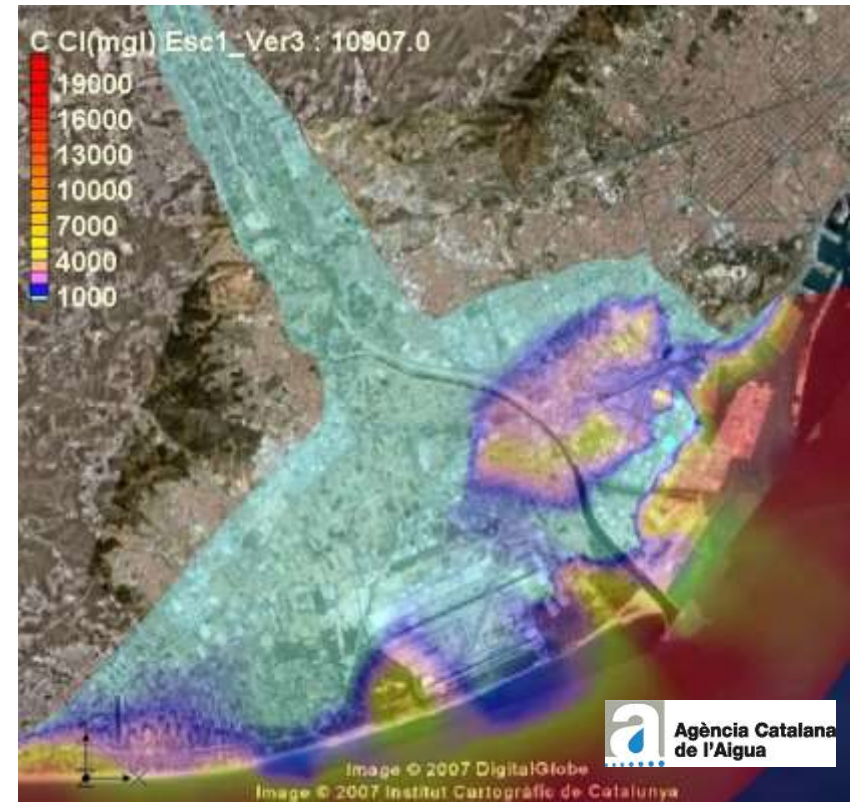 C Cl(mgl) Esc1_Ver3 : 10907.0
19000
16000
13000
10000
7000
4000
1000
x
Agència Catalana
de l'Aigua
Image © 2007 DigitalGlobe
Image © 2007 Institut Cartogràfic de Catalunya